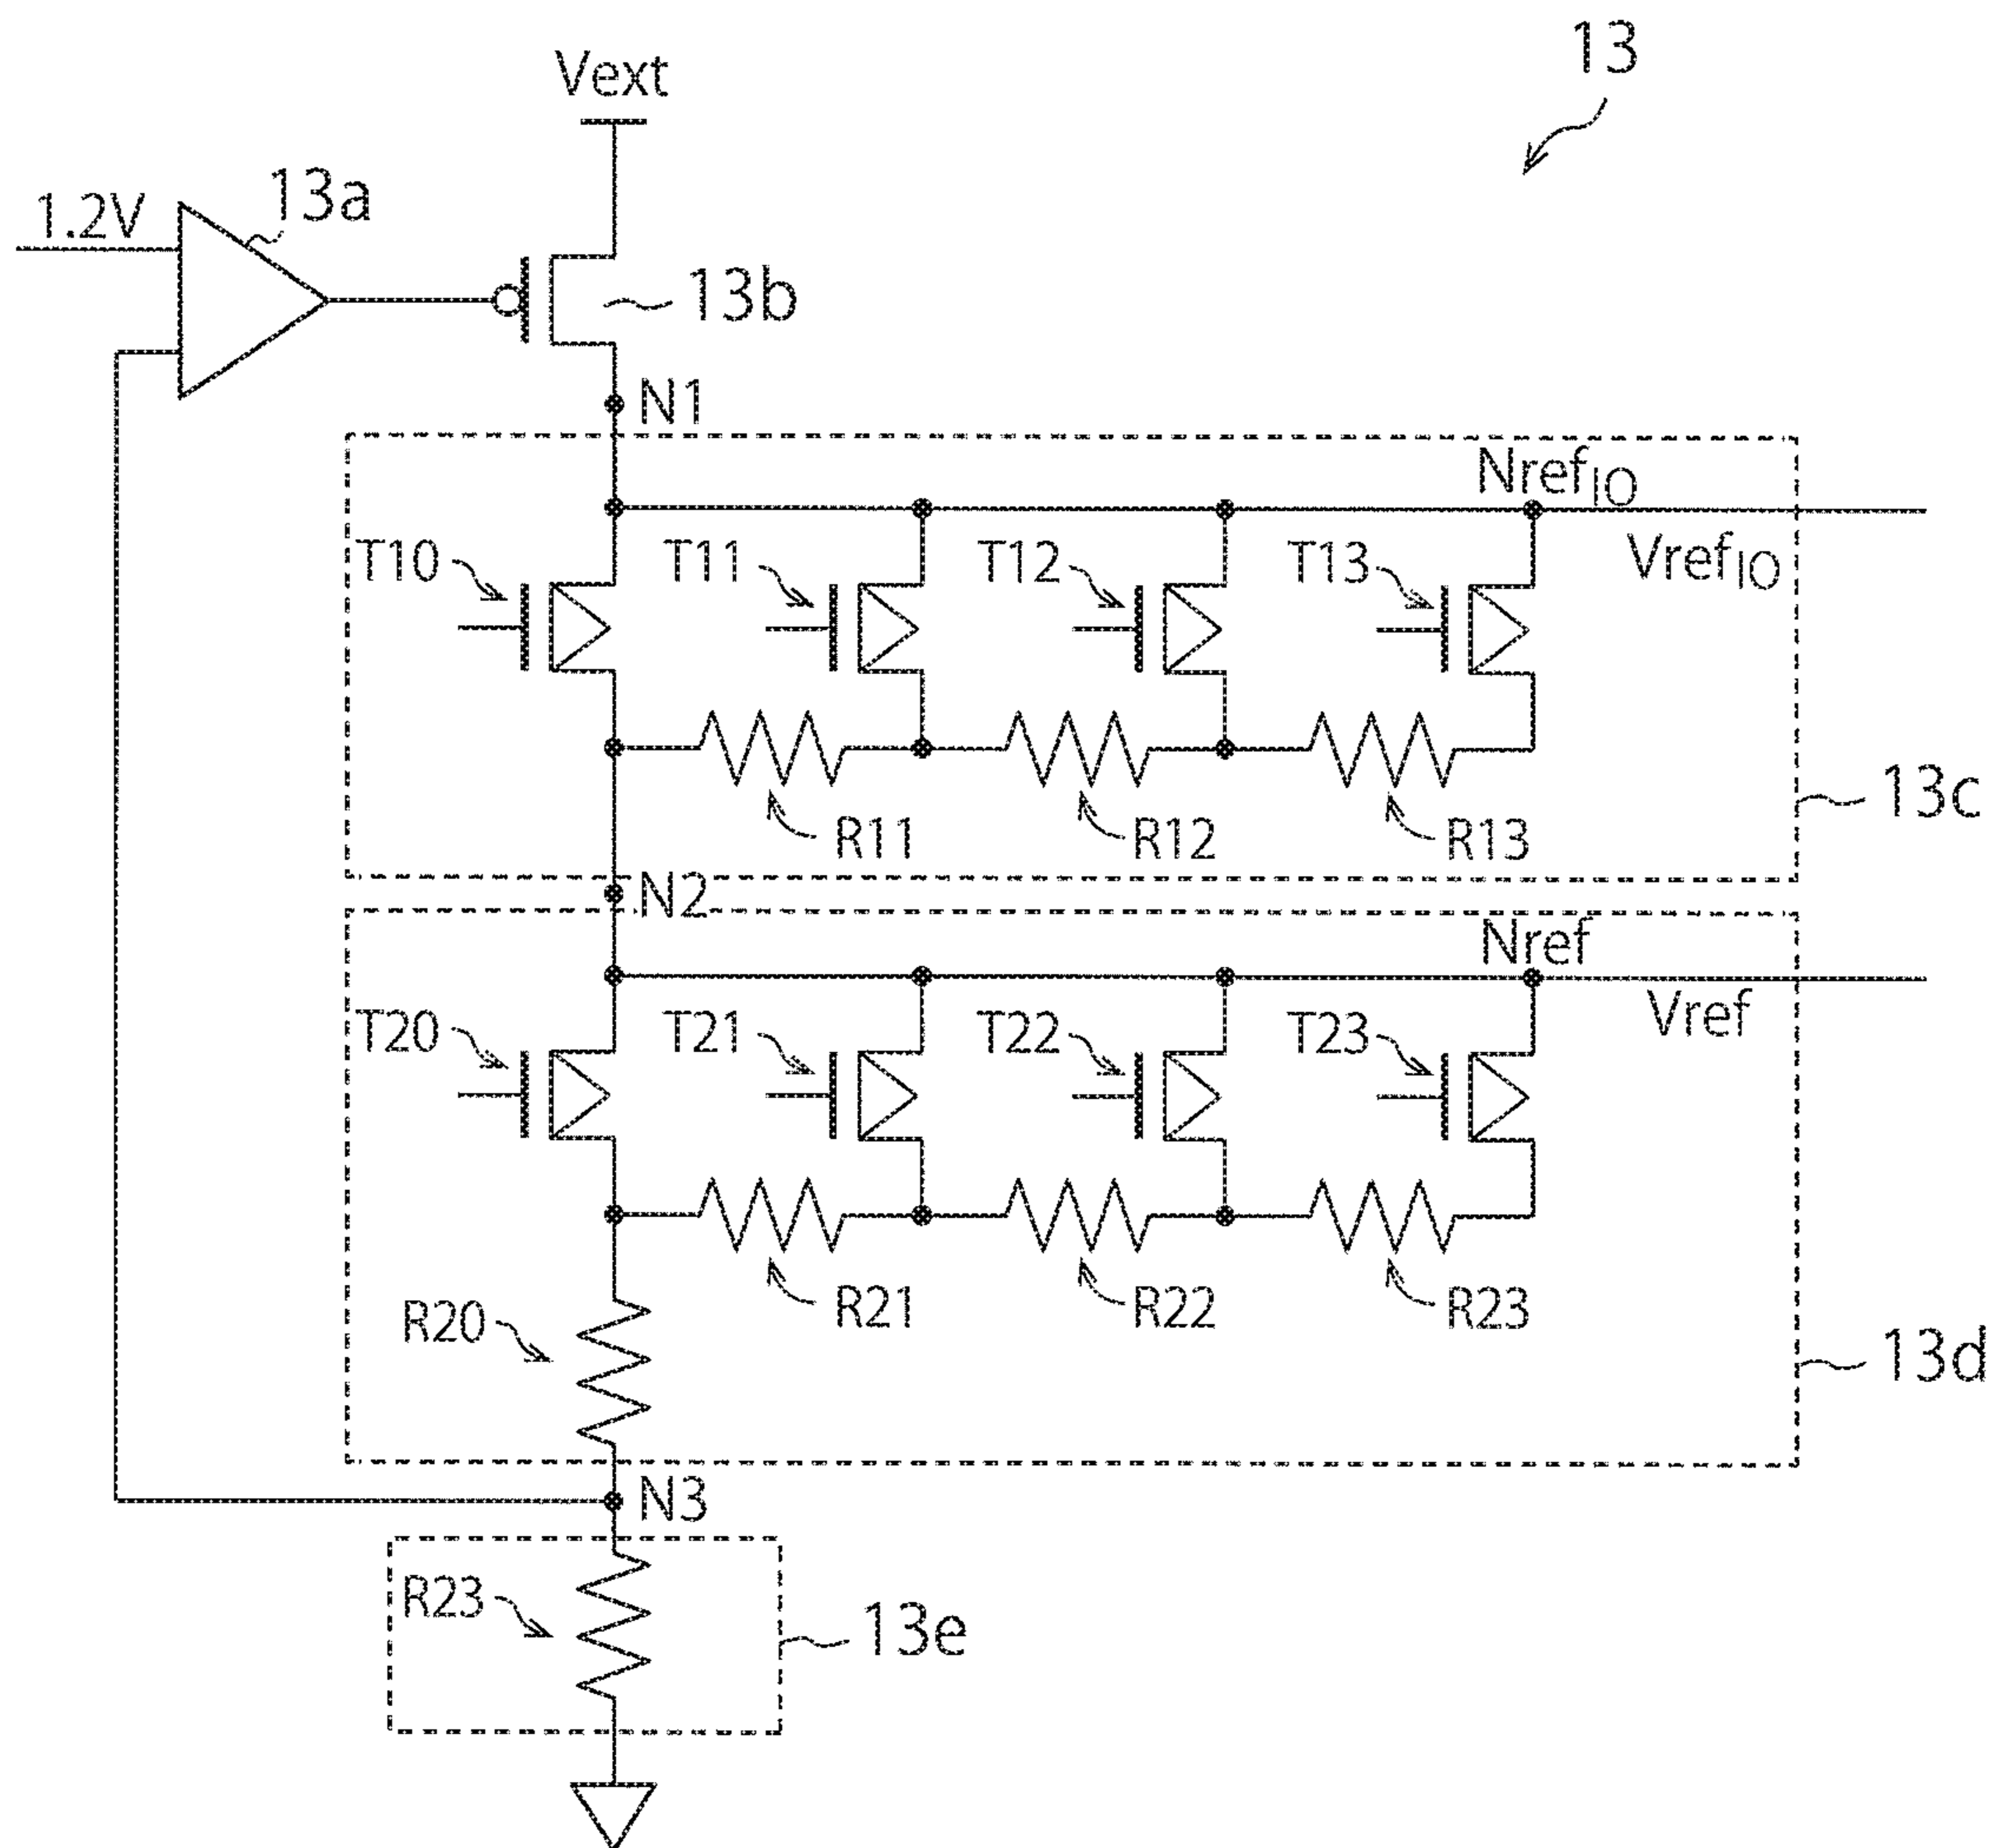 13
Vext
1.2V
13a
13b
N1
NrefIO
T10
T11
T12
T13
VrefIO
13c
R11
R12
R13
N2
Nref
T20
T21
T22
T23
Vref
R21
R22
R23
R20
13d
N3
R23
13e